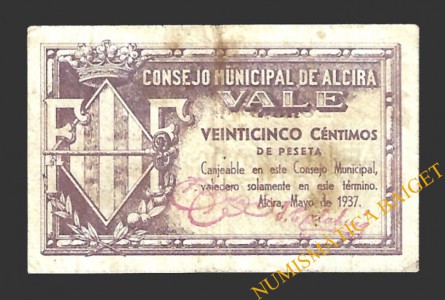 CONSEJO MUNICIPAL DE ALCIRA
VALE
VEINTICINCO CÉNTIMOS
DE PESETA
Canjeable en este Consejo Municipal,
valedero solamente en este término.
Alcira, Mayo de 1937.
NUMISMATICA BAIGET